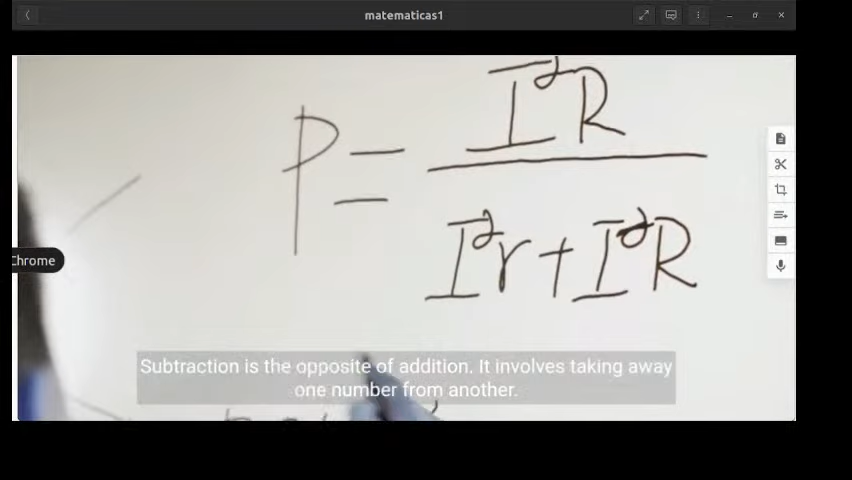 matematicas1
P = I²R
I²r + I²R
Chrome
Subtraction is the opposite of addition. It involves taking away
one number from another.